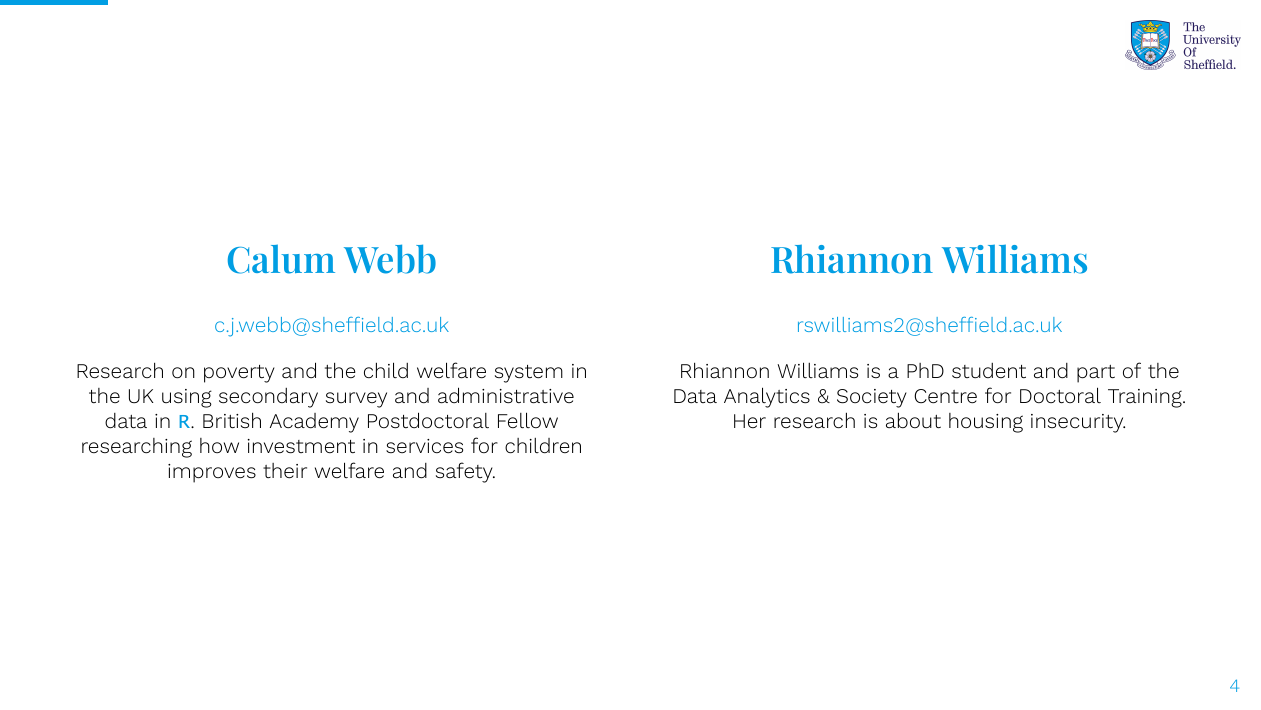 The
University
Of
Sheffield.
Calum Webb
c.j.webb@sheffield.ac.uk
Research on poverty and the child welfare system in
the UK using secondary survey and administrative
data in R. British Academy Postdoctoral Fellow
researching how investment in services for children
improves their welfare and safety.
Rhiannon Williams
rswilliams2@sheffield.ac.uk
Rhiannon Williams is a PhD student and part of the
Data Analytics & Society Centre for Doctoral Training.
Her research is about housing insecurity.
4